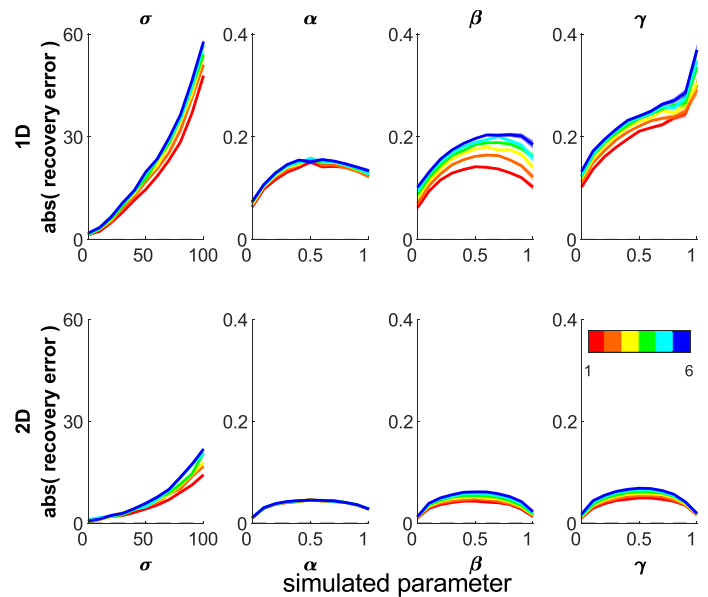 σ α β γ
1D
abs( recovery error )
60 0.4 0.4 0.4
30 0.2 0.2 0.2
0 0 0 0
0 50 100 0 0.5 1 0 0.5 1 0 0.5 1
2D
abs( recovery error )
60 0.4 0.4 0.4
30 0.2 0.2 0.2
1 6
0 0 0 0
0 50 100 0 0.5 1 0 0.5 1 0 0.5 1
σ α β γ
simulated parameter